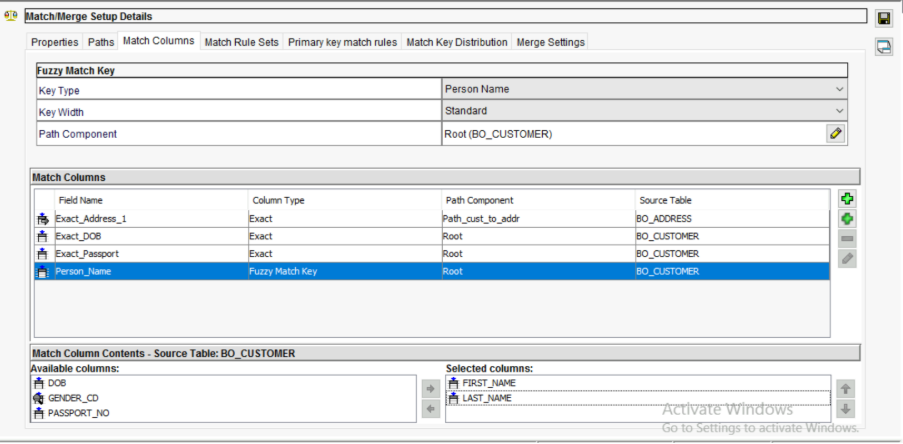 Match/Merge Setup Details
Properties Paths Match Columns Match Rule Sets Primary key match rules Match Key Distribution Merge Settings
Fuzzy Match Key
Key Type Person Name
Key Width Standard
Path Component Root (BO_CUSTOMER)
Match Columns
Field Name Column Type Path Component Source Table
Exact_Address_1 Exact Path_cust_to_addr BO_ADDRESS
Exact_DOB Exact Root BO_CUSTOMER
Exact_Passport Exact Root BO_CUSTOMER
Person_Name Fuzzy Match Key Root BO_CUSTOMER
Match Column Contents - Source Table: BO_CUSTOMER
Available columns: Selected columns:
DOB FIRST_NAME
GENDER_CD LAST_NAME
PASSPORT_NO
Activate Windows
Go to Settings to activate Windows.